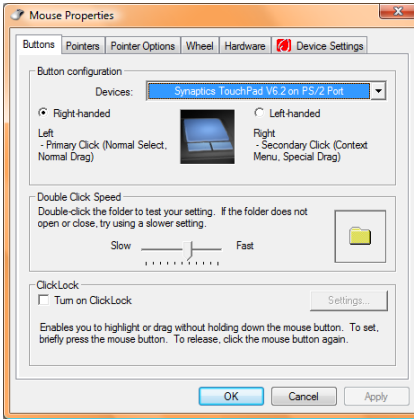 Mouse Properties
Buttons Pointers Pointer Options Wheel Hardware Device Settings
Button configuration
Devices: Synaptics TouchPad V6.2 on PS/2 Port
Right-handed
Left
- Primary Click (Normal Select,
Normal Drag)
Left-handed
Right
- Secondary Click (Context
Menu, Special Drag)
Double Click Speed
Double-click the folder to test your setting. If the folder does not
open or close, try using a slower setting.
Slow Fast
ClickLock
Turn on ClickLock
Settings...
Enables you to highlight or drag without holding down the mouse button. To set,
briefly press the mouse button. To release, click the mouse button again.
OK Cancel Apply